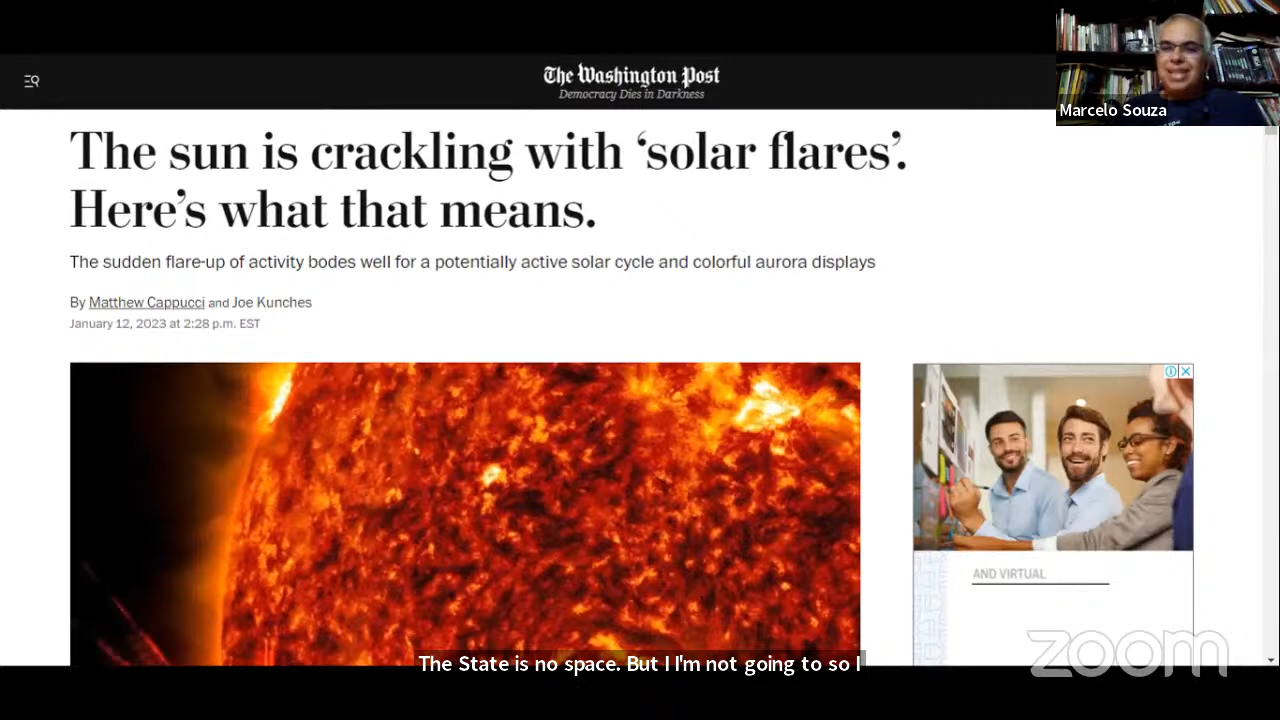 The Washington Post
Democracy Dies in Darkness
Marcelo Souza
The sun is crackling with ‘solar flares’.
Here’s what that means.
The sudden flare-up of activity bodes well for a potentially active solar cycle and colorful aurora displays
By Matthew Cappucci and Joe Kunches
January 12, 2023 at 2:28 p.m. EST
AND VIRTUAL
zoom
The State is no space. But I I'm not going to so I